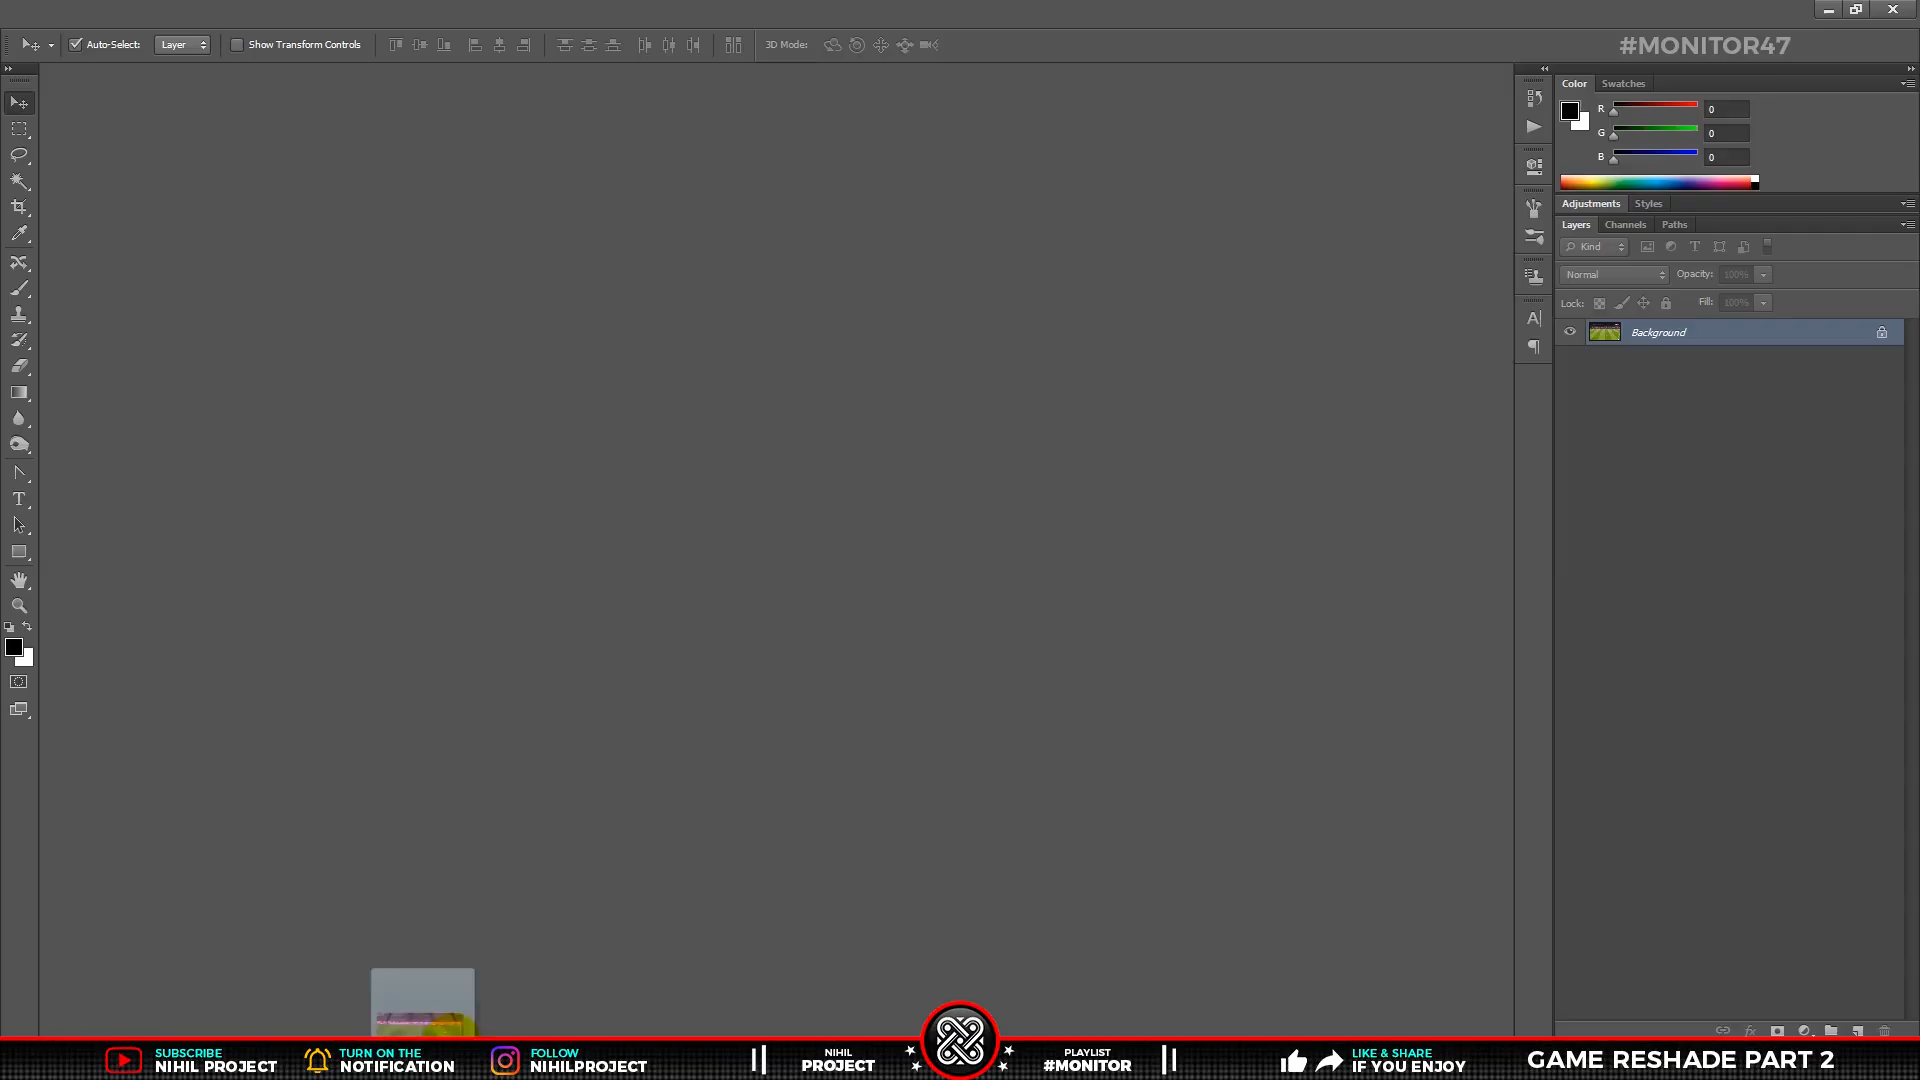 Auto-Select: Layer Show Transform Controls 3D Mode: #MONITOR47
Color Swatches
R 0
G 0
B 0
Adjustments Styles
Layers Channels Paths
Kind T
Normal Opacity: 100%
Lock: Fill: 100%
Background
SUBSCRIBE
NIHIL PROJECT
TURN ON THE
NOTIFICATION
FOLLOW
NIHILPROJECT
NIHIL
PROJECT
PLAYLIST
#MONITOR
LIKE & SHARE
IF YOU ENJOY
GAME RESHADE PART 2